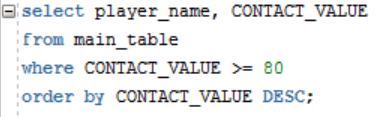 select player_name, CONTACT_VALUE
from main_table
where CONTACT_VALUE >= 80
order by CONTACT_VALUE DESC;